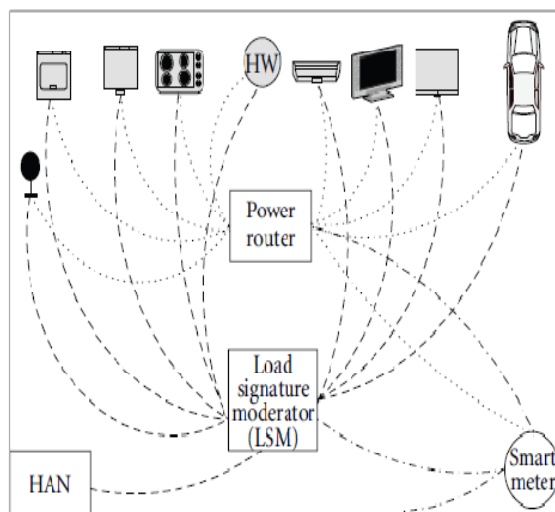 HW
Power
router
Load
signature
moderator
(LSM)
HAN
Smart
meter